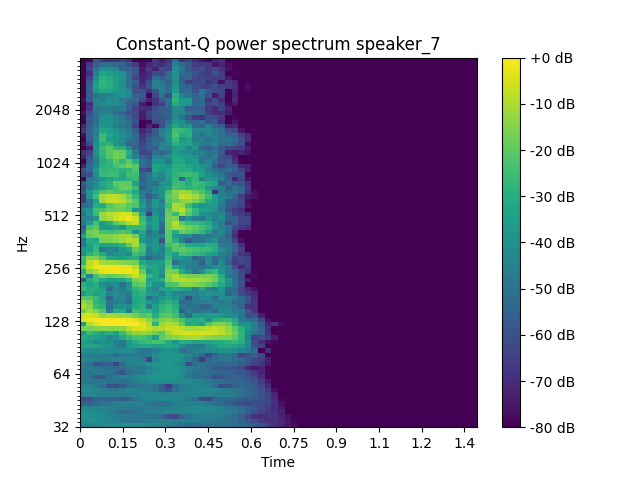 Constant-Q power spectrum speaker_7
Hz
2048
1024
512
256
128
64
32
0 0.15 0.3 0.45 0.6 0.75 0.9 1.1 1.2 1.4
Time
+0 dB
-10 dB
-20 dB
-30 dB
-40 dB
-50 dB
-60 dB
-70 dB
-80 dB